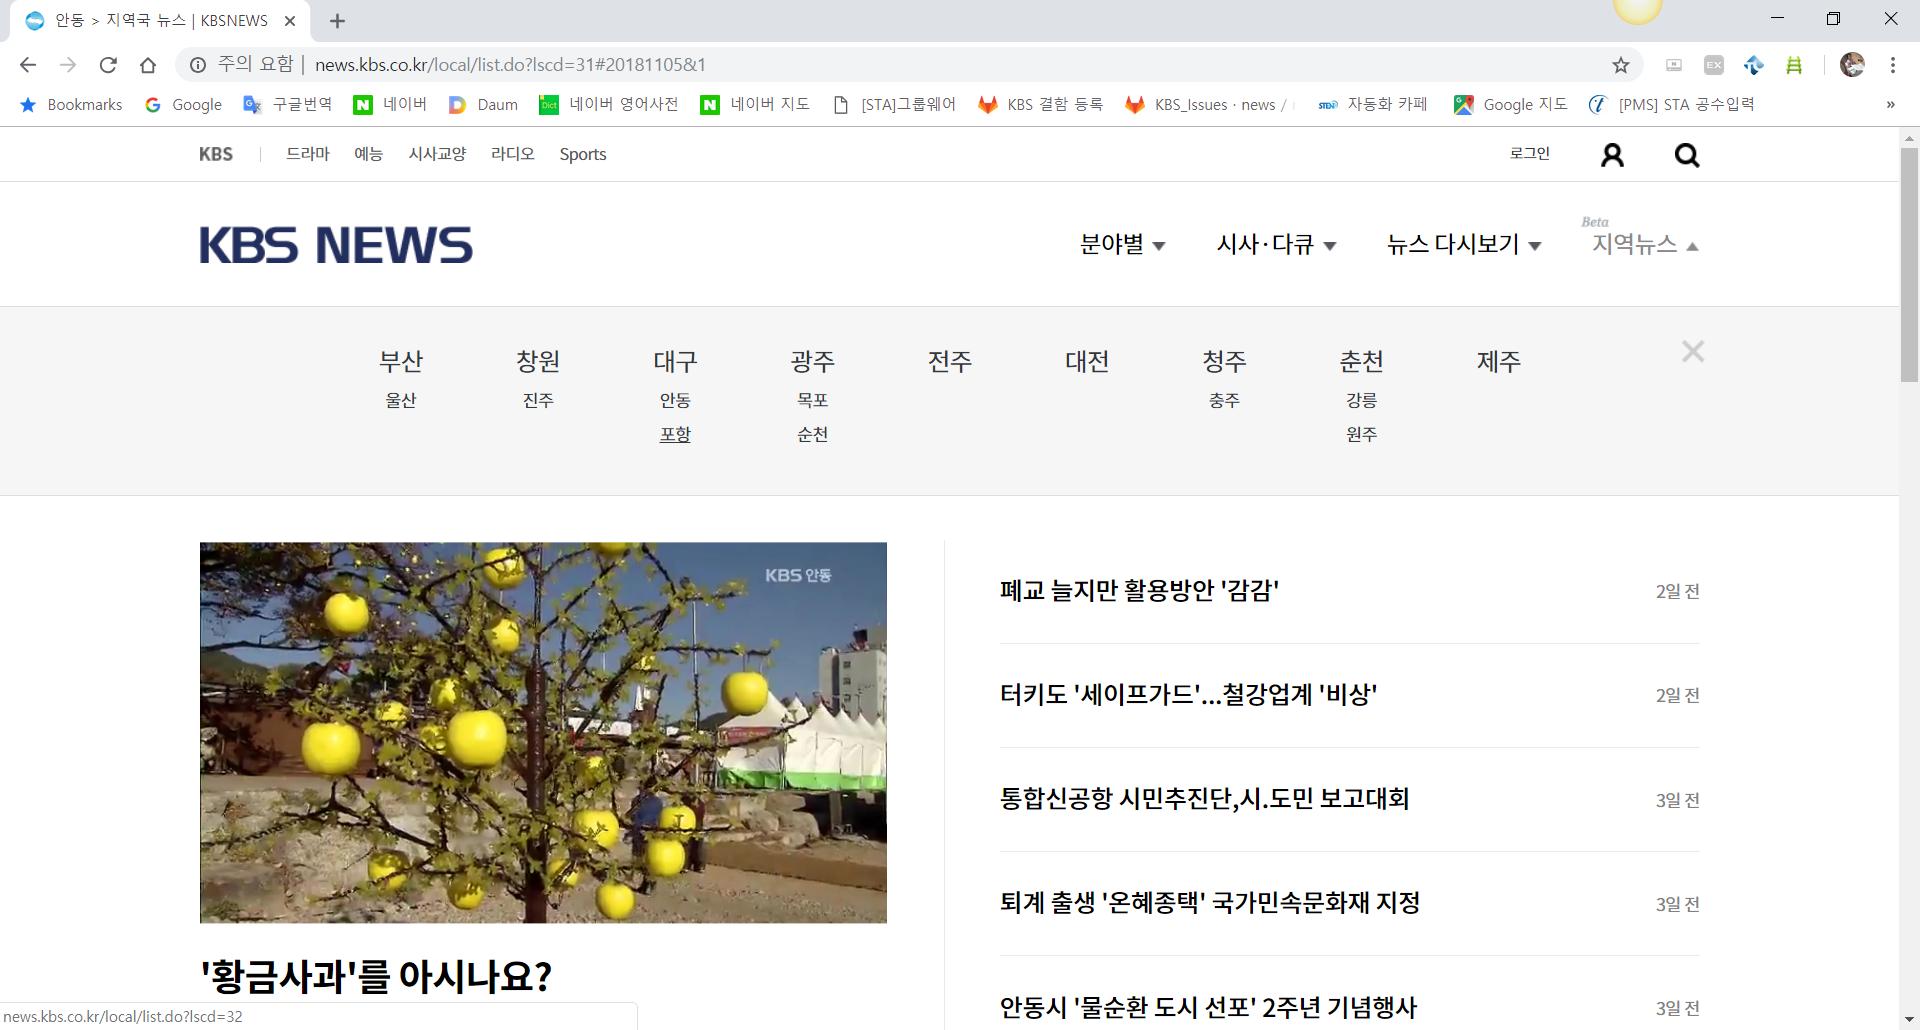 안동 > 지역국 뉴스 | KBSNEWS
주의 요함 | news.kbs.co.kr/local/list.do?lscd=31#20181105&1
Bookmarks Google 구글번역 네이버 Daum 네이버 영어사전 네이버 지도 [STA]그룹웨어 KBS 결함 등록 KBS_Issues · news / 자동화 카페 Google 지도 [PMS] STA 공수입력 »
KBS 드라마 예능 시사교양 라디오 Sports 로그인
Beta
KBS NEWS 분야별 시사·다큐 뉴스 다시보기 지역뉴스
부산 창원 대구 광주 전주 대전 청주 춘천 제주
울산 진주 안동 목포 충주 강릉
포항 순천 원주
KBS 안동
폐교 늘지만 활용방안 '감감' 2일 전
터키도 '세이프가드'...철강업계 '비상' 2일 전
통합신공항 시민추진단,시.도민 보고대회 3일 전
퇴계 출생 '온혜종택' 국가민속문화재 지정 3일 전
'황금사과'를 아시나요?
안동시 '물순환 도시 선포' 2주년 기념행사 3일 전
news.kbs.co.kr/local/list.do?lscd=32